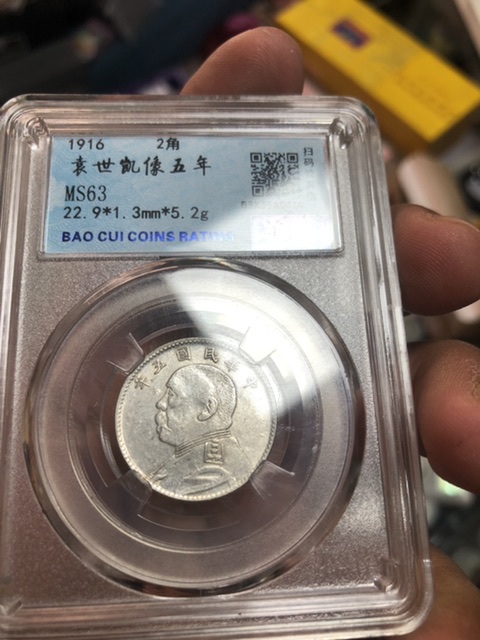 1916 2角
袁世凯像五年
扫码
MS63
22.9*1.3mm*5.2g
BAO CUI COINS RATING
年五國民華中